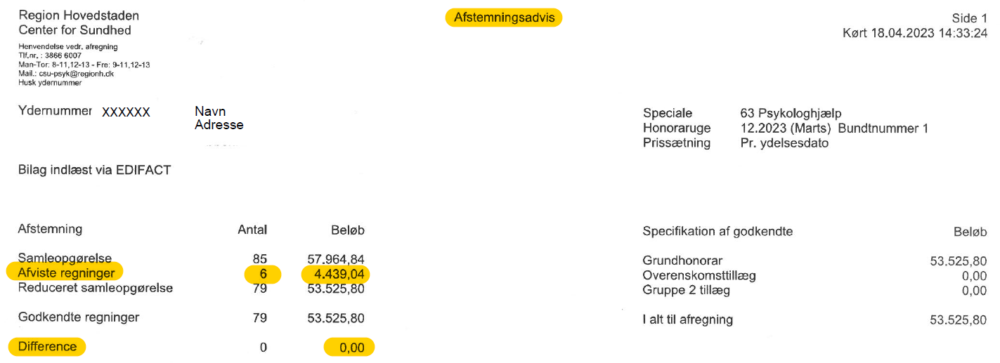 Region Hovedstaden
Center for Sundhed
Henvendelse vedr. afregning
Tlf.nr. : 3866 6007
Man-Tor: 8-11,12-13 - Fre: 9-11,12-13
Mail.: csu-psyk@regionh.dk
Husk ydernummer
Afstemningsadvis
Side 1
Kørt 18.04.2023 14:33:24
Ydernummer XXXXXX Navn
Adresse
Speciale 63 Psykologhjælp
Honoraruge 12.2023 (Marts) Bundtnummer 1
Prissætning Pr. ydelsesdato
Bilag indlæst via EDIFACT
Afstemning Antal Beløb
Samleopgørelse 85 57.964,84
Afviste regninger 6 4.439,04
Reduceret samleopgørelse 79 53.525,80
Godkendte regninger 79 53.525,80
Difference 0 0,00
Specifikation af godkendte Beløb
Grundhonorar 53.525,80
Overenskomsttillæg 0,00
Gruppe 2 tillæg 0,00
I alt til afregning 53.525,80